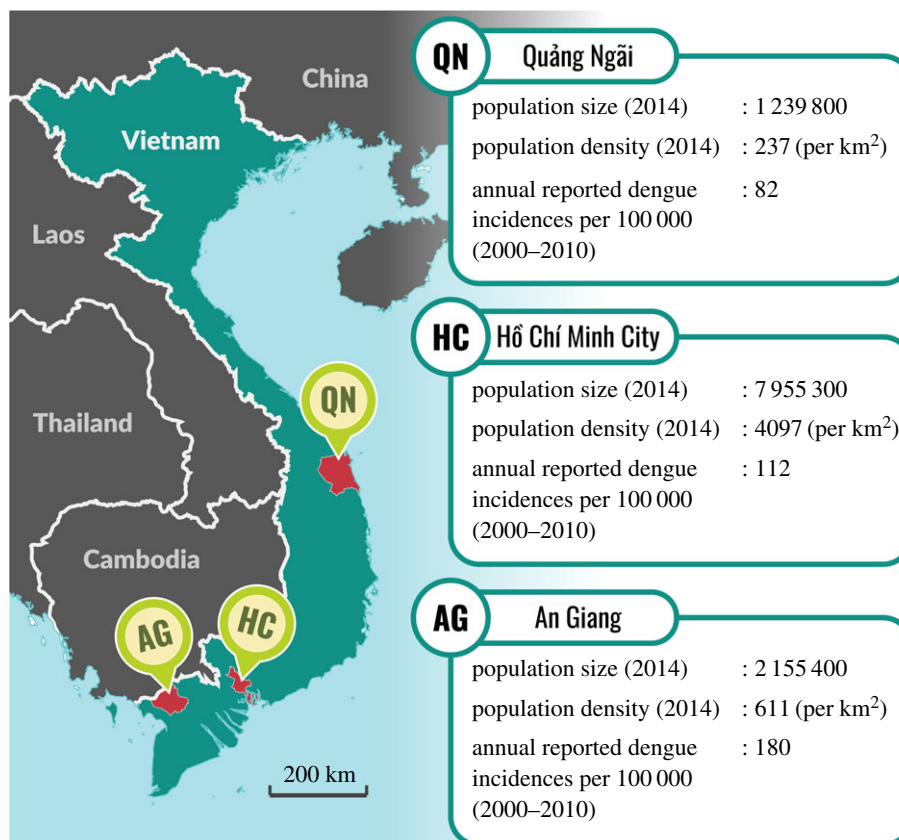 China
Vietnam
Laos
Thailand
Cambodia
QN
HC
AG
200 km
QN Quảng Ngãi
population size (2014) : 1 239 800
population density (2014) : 237 (per km²)
annual reported dengue : 82
incidences per 100 000
(2000–2010)
HC Hồ Chí Minh City
population size (2014) : 7 955 300
population density (2014) : 4097 (per km²)
annual reported dengue : 112
incidences per 100 000
(2000–2010)
AG An Giang
population size (2014) : 2 155 400
population density (2014) : 611 (per km²)
annual reported dengue : 180
incidences per 100 000
(2000–2010)